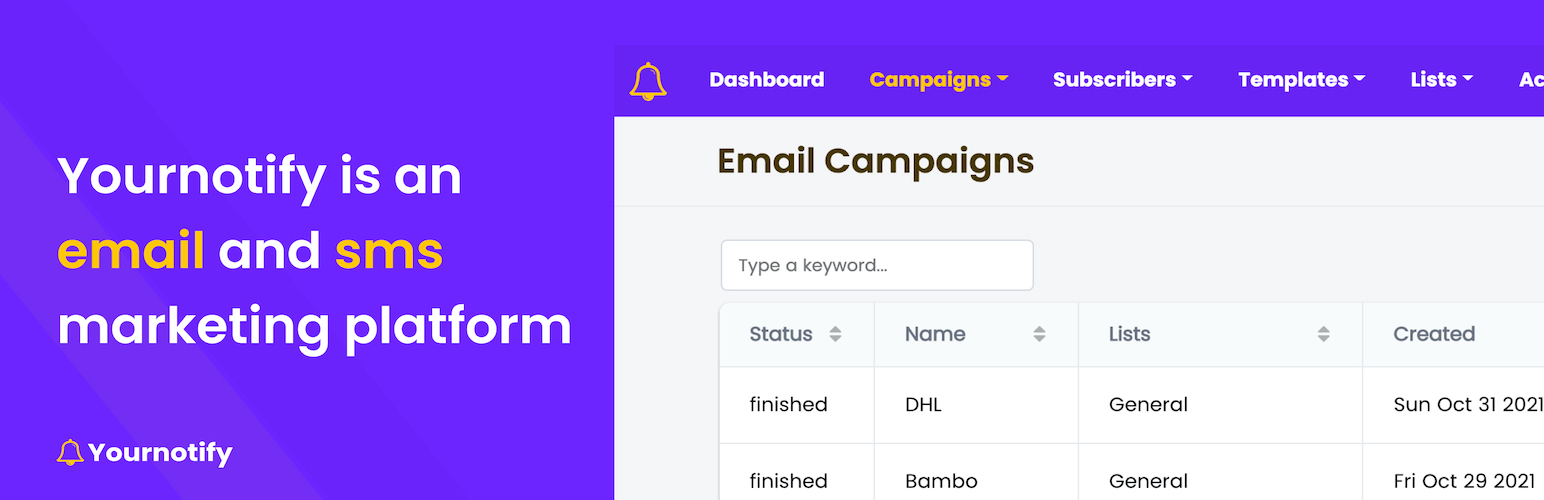 Yournotify is an
email and sms
marketing platform
Yournotify
Dashboard Campaigns Subscribers Templates Lists Ac
Email Campaigns
Type a keyword...
Status Name Lists Created
finished DHL General Sun Oct 31 2021
finished Bambo General Fri Oct 29 2021